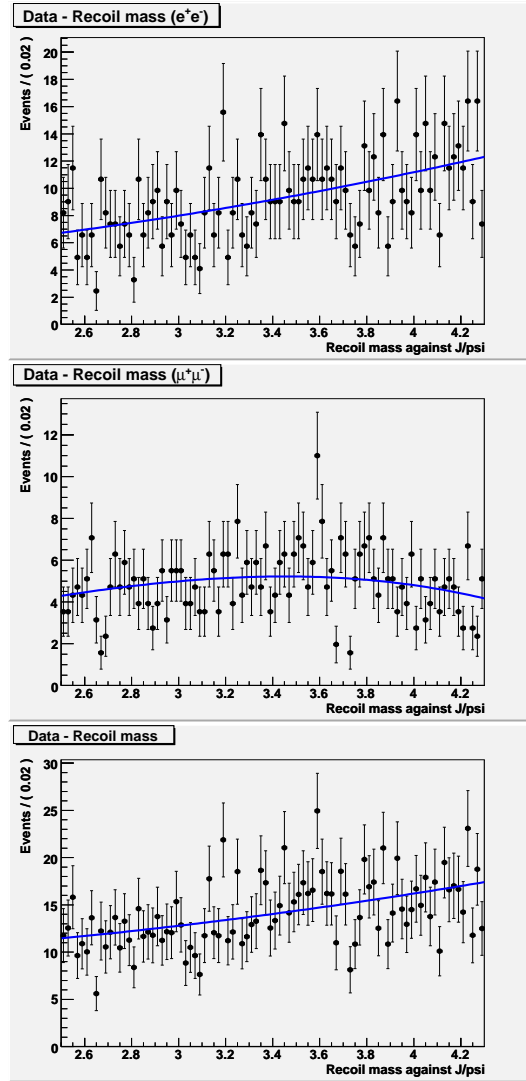 Data - Recoil mass (e⁺e⁻)
Events / ( 0.02 )
20
18
16
14
12
10
8
6
4
2
0
2.6 2.8 3 3.2 3.4 3.6 3.8 4 4.2
Recoil mass against J/psi
Data - Recoil mass (μ⁺μ⁻)
Events / ( 0.02 )
12
10
8
6
4
2
0
2.6 2.8 3 3.2 3.4 3.6 3.8 4 4.2
Recoil mass against J/psi
Data - Recoil mass
Events / ( 0.02 )
30
25
20
15
10
5
0
2.6 2.8 3 3.2 3.4 3.6 3.8 4 4.2
Recoil mass against J/psi